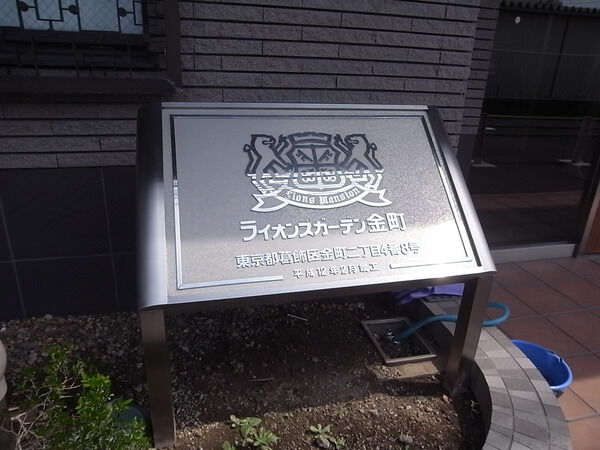 Lions Mansion
ライオンズガーデン金町
東京都葛飾区金町二丁目4番8号
平成12年2月竣工